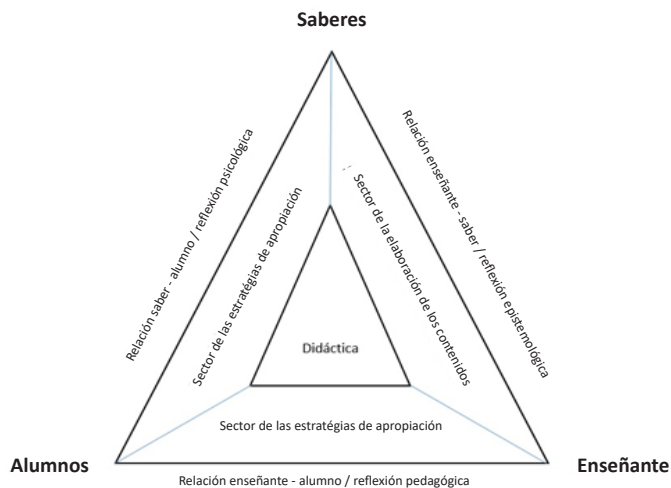 Saberes
Relación saber - alumno / reflexión psicológica
Sector de las estratégias de apropiación
Sector de la elaboración de los contenidos
Relación enseñante - saber / reflexión epistemológica
Didáctica
Sector de las estratégias de apropiación
Alumnos
Enseñante
Relación enseñante - alumno / reflexión pedagógica